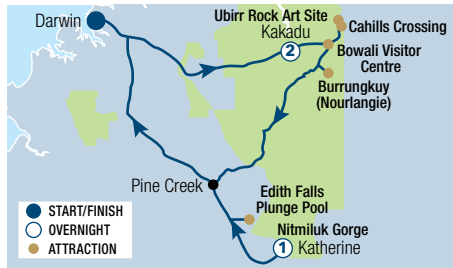 Darwin
Ubirr Rock Art Site
Cahills Crossing
Kakadu
2
Bowali Visitor
Centre
Burrungkuy
(Nourlangie)
Pine Creek
Edith Falls
Plunge Pool
Nitmiluk Gorge
1 Katherine
START/FINISH
OVERNIGHT
ATTRACTION